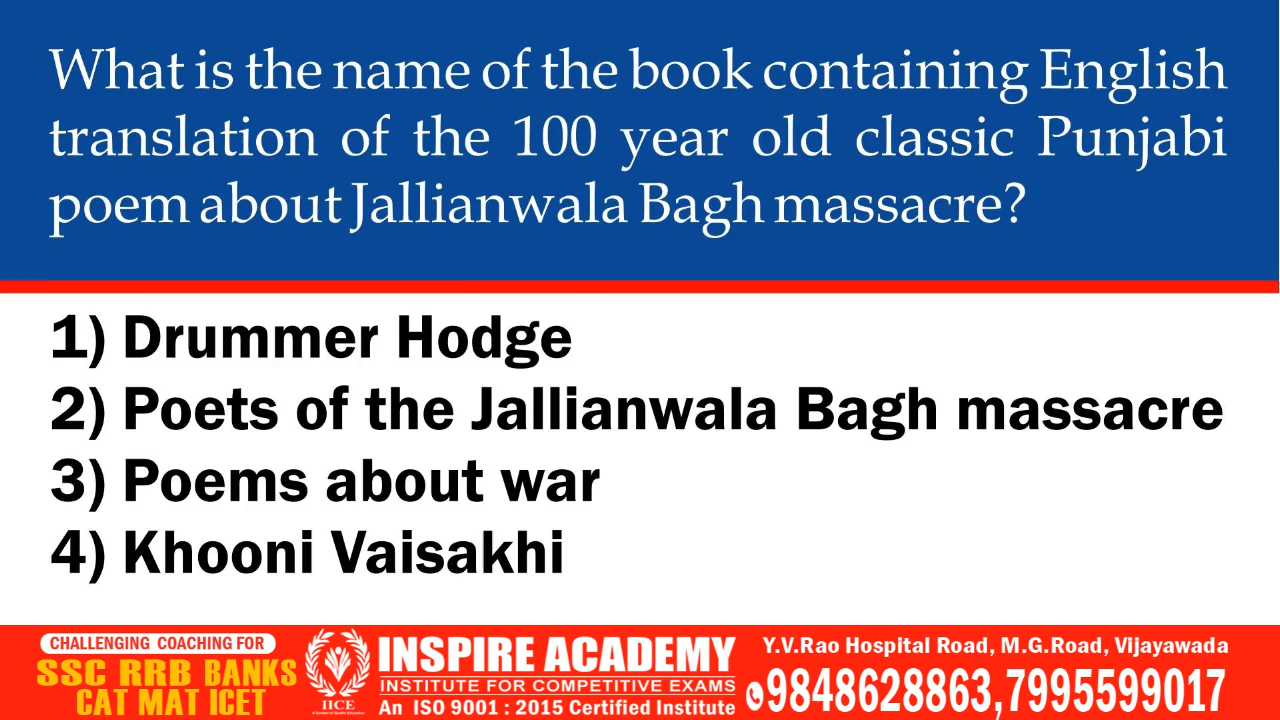 What is the name of the book containing English
translation of the 100 year old classic Punjabi
poem about Jallianwala Bagh massacre?
1) Drummer Hodge
2) Poets of the Jallianwala Bagh massacre
3) Poems about war
4) Khooni Vaisakhi
CHALLENGING COACHING FOR
SSC RRB BANKS
CAT MAT ICET
IICE
INSPIRE ACADEMY
INSTITUTE FOR COMPETITIVE EXAMS
An ISO 9001 : 2015 Certified Institute
Y.V.Rao Hospital Road, M.G.Road, Vijayawada
9848628863,7995599017